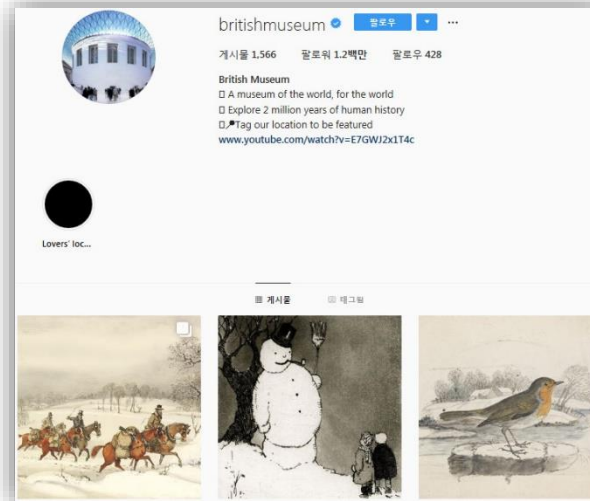 britishmuseum 팔로우
게시물 1,566 팔로워 1.2백만 팔로우 428
British Museum
A museum of the world, for the world
Explore 2 million years of human history
Tag our location to be featured
www.youtube.com/watch?v=E7GWJ2x1T4c
Lovers' loc...
게시물 태그됨